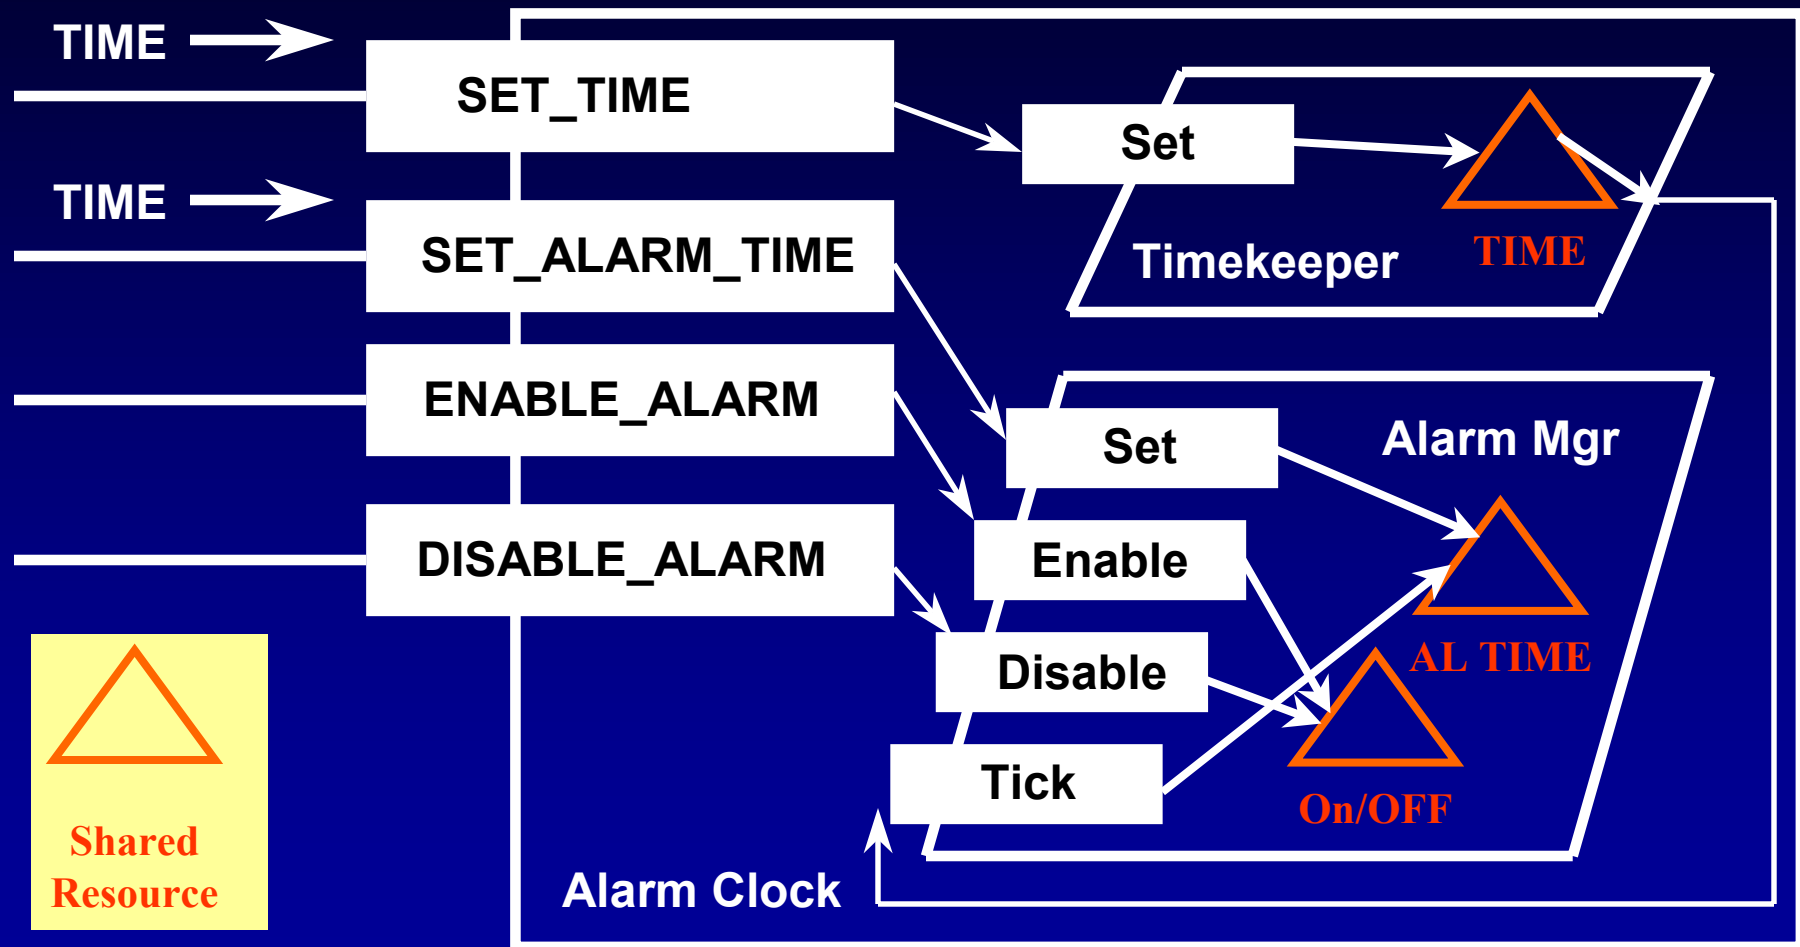 TIME
SET_TIME
Set
TIME
Timekeeper
TIME
SET_ALARM_TIME
ENABLE_ALARM
Set
Alarm Mgr
DISABLE_ALARM
Enable
Disable
AL TIME
Tick
On/OFF
Shared
Resource
Alarm Clock